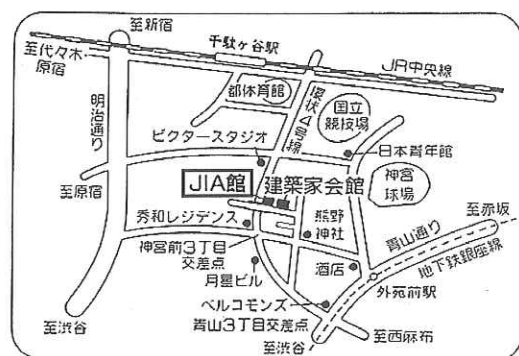 至新宿
千駄ヶ谷駅
至代々木
原宿
JR中央線
都体育館
環状4号線
国立
競技場
明治通り
ビクタースタジオ
日本青年館
JIA館
建築家会館
神宮
球場
至原宿
秀和レジデンス
熊野
神社
至赤坂
青山通り
神宮前3丁目
交差点
地下鉄銀座線
月星ビル
酒店
外苑前駅
ベルコモンズ
青山3丁目交差点
至西麻布
至渋谷
至渋谷